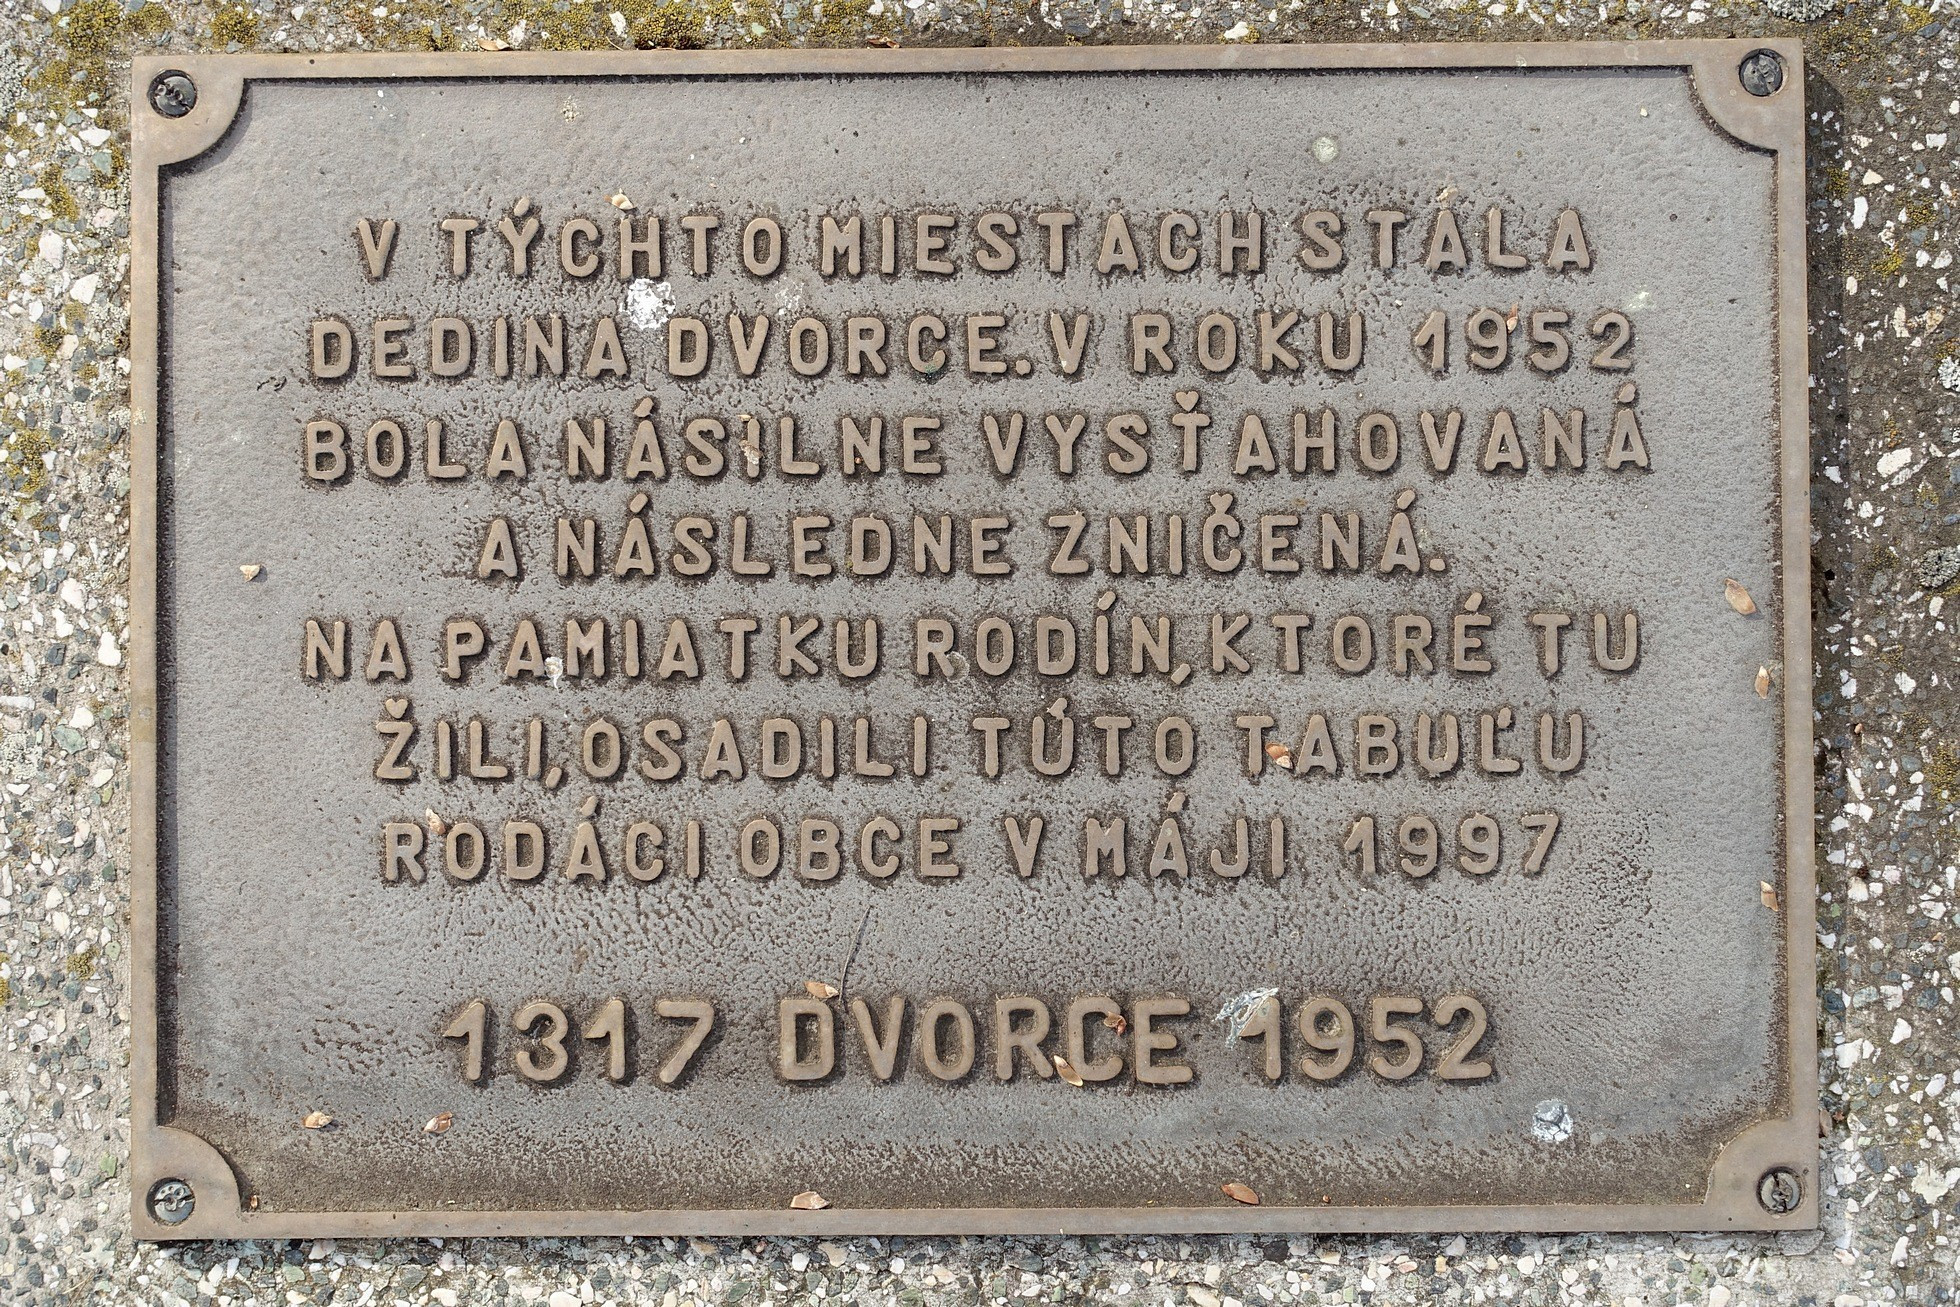 V TÝCHTO MIESTACH STÁLA
DEDINA DVORCE. V ROKU 1952
BOLA NÁSILNE VYSŤAHOVANÁ
A NÁSLEDNE ZNIČENÁ.
NA PAMIATKU RODÍN, KTORÉ TU
ŽILI, OSADILI TÚTO TABUĽU
RODÁCI OBCE V MÁJI 1997
1317 DVORCE 1952